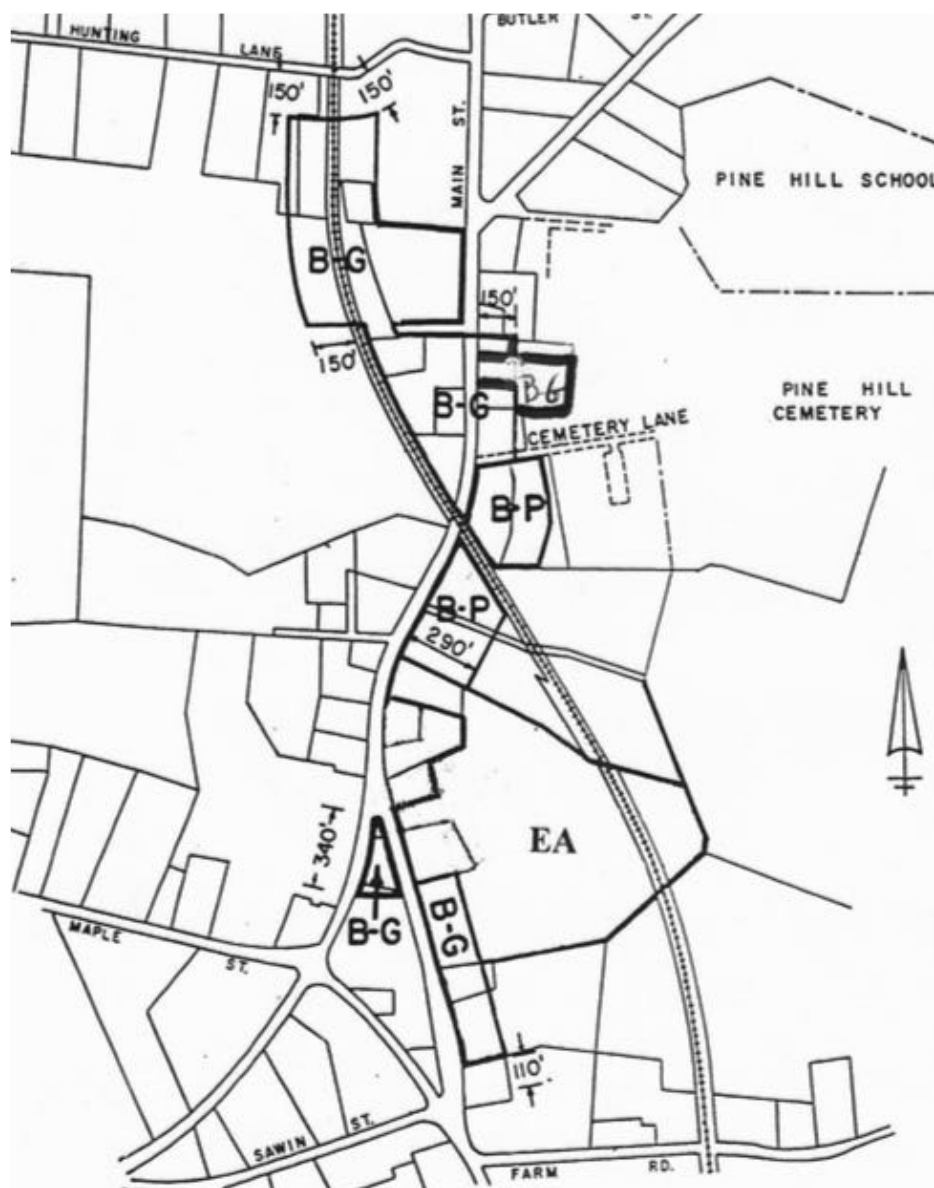 BUTLER ST.
HUNTING LANE
150'
150'
MAIN ST.
PINE HILL SCHOOL
B-G
150'
150'
B-G
PINE HILL
CEMETERY
B-G
CEMETERY LANE
B-P
B-P
290'
340'
EA
B-G
B-G
MAPLE ST.
110'
SAWIN ST.
FARM RD.